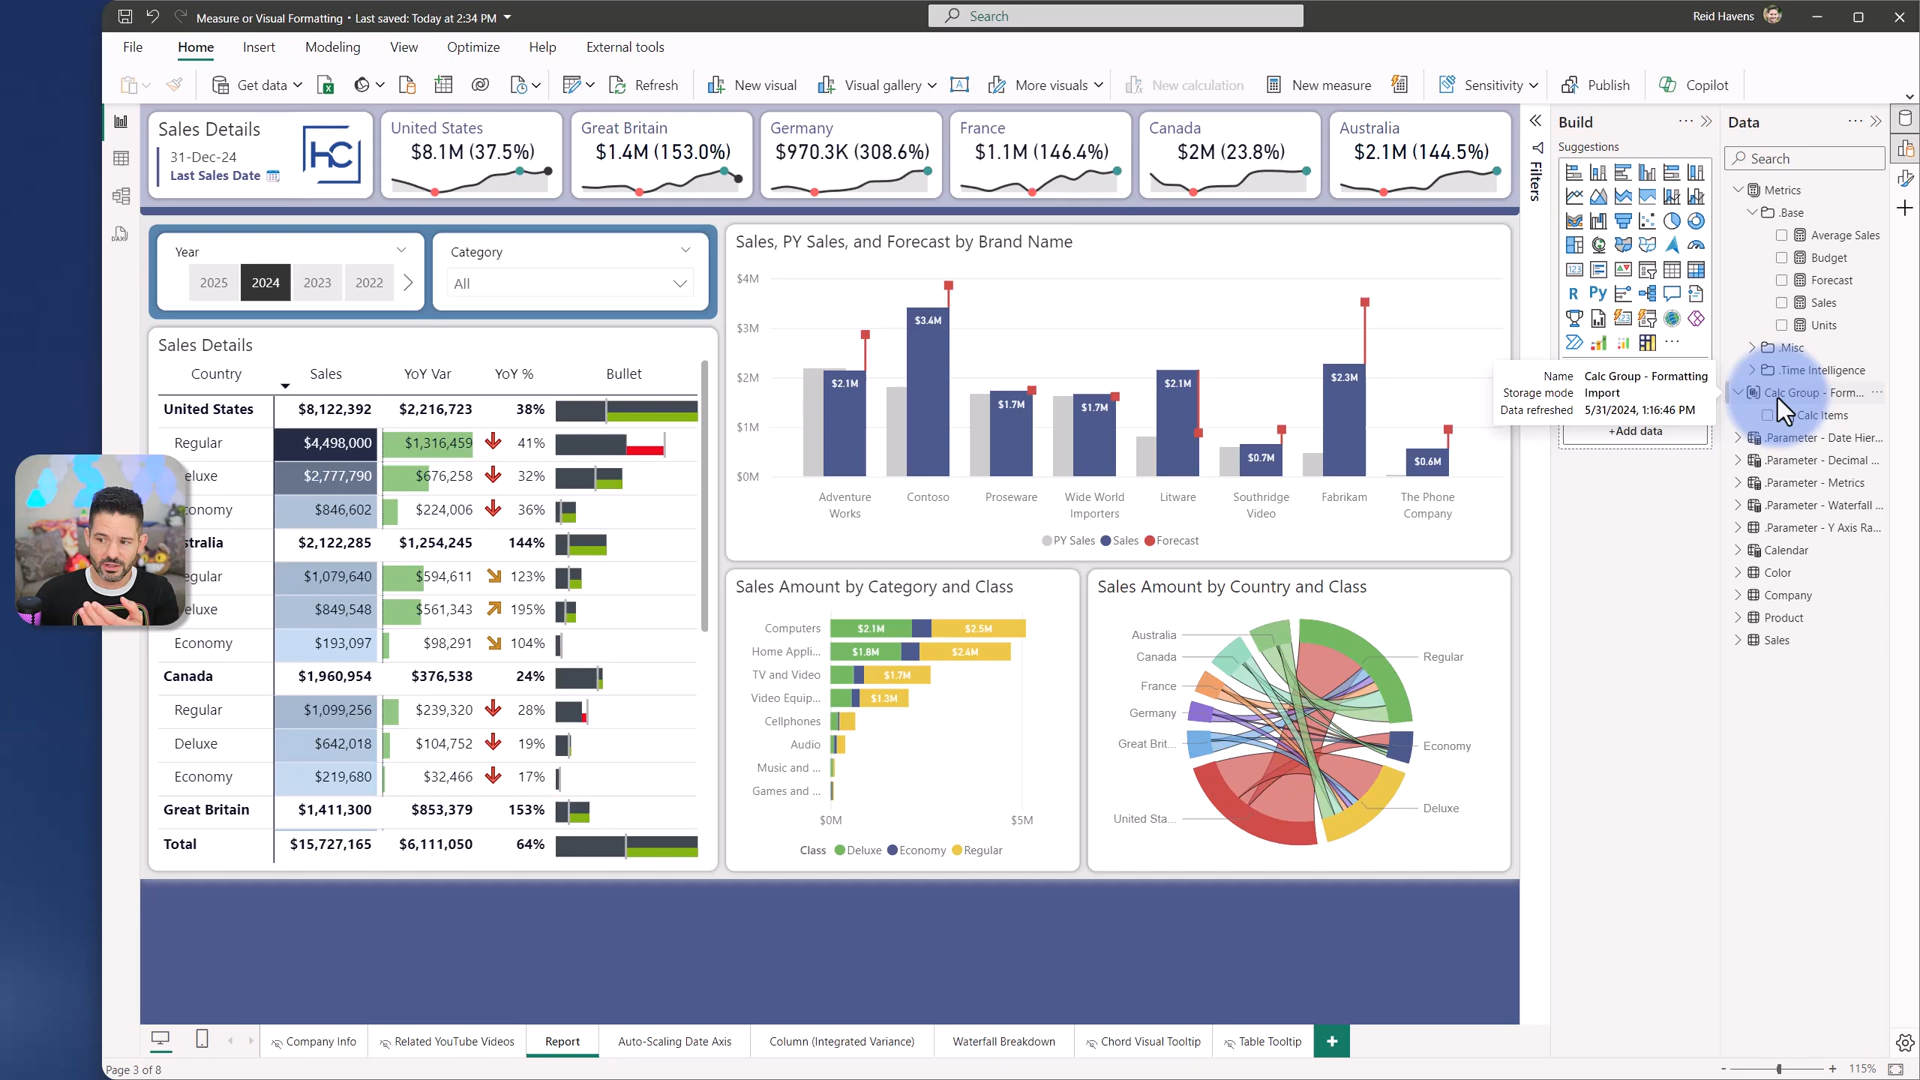 Measure or Visual Formatting • Last saved: Today at 2:34 PM
Search
Reid Havens
File
Home
Insert
Modeling
View
Optimize
Help
External tools
Get data
Refresh
New visual
Visual gallery
More visuals
New calculation
New measure
Sensitivity
Publish
Copilot
Sales Details
31-Dec-24
Last Sales Date
HC
United States
$8.1M (37.5%)
Great Britain
$1.4M (153.0%)
Germany
$970.3K (308.6%)
France
$1.1M (146.4%)
Canada
$2M (23.8%)
Australia
$2.1M (144.5%)
Year
2025
2024
2023
2022
Category
All
Sales Details
Country Sales YoY Var YoY % Bullet
United States $8,122,392 $2,216,723 38%
Regular $4,498,000 $1,316,459 41%
eluxe $2,777,790 $676,258 32%
onomy $846,602 $224,006 36%
stralia $2,122,285 $1,254,245 144%
egular $1,079,640 $594,611 123%
eluxe $849,548 $561,343 195%
Economy $193,097 $98,291 104%
Canada $1,960,954 $376,538 24%
Regular $1,099,256 $239,320 28%
Deluxe $642,018 $104,752 19%
Economy $219,680 $32,466 17%
Great Britain $1,411,300 $853,379 153%
Total $15,727,165 $6,111,050 64%
Sales, PY Sales, and Forecast by Brand Name
$4M
$3M
$2M
$1M
$0M
$2.1M
$3.4M
$1.7M
$1.7M
$2.1M
$0.7M
$2.3M
$0.6M
Adventure Works
Contoso
Proseware
Wide World Importers
Litware
Southridge Video
Fabrikam
The Phone Company
PY Sales Sales Forecast
Sales Amount by Category and Class
Computers $2.1M $2.5M
Home Appli... $1.8M $2.4M
TV and Video $1.7M
Video Equip... $1.3M
Cellphones
Audio
Music and ...
Games and ...
$0M $5M
Class Deluxe Economy Regular
Sales Amount by Country and Class
Australia
Canada
France
Germany
Great Brit...
United Sta...
Regular
Economy
Deluxe
Filters
Build
Suggestions
R
Py
+Add data
Name Calc Group - Formatting
Storage mode Import
Data refreshed 5/31/2024, 1:16:46 PM
Data
Search
Metrics
.Base
Average Sales
Budget
Forecast
Sales
Units
.Misc
.Time Intelligence
Calc Group - Form...
Calc Items
.Parameter - Date Hier...
.Parameter - Decimal ...
.Parameter - Metrics
.Parameter - Waterfall ...
.Parameter - Y Axis Ra...
Calendar
Color
Company
Product
Sales
Company Info
Related YouTube Videos
Report
Auto-Scaling Date Axis
Column (Integrated Variance)
Waterfall Breakdown
Chord Visual Tooltip
Table Tooltip
Page 3 of 8
115%